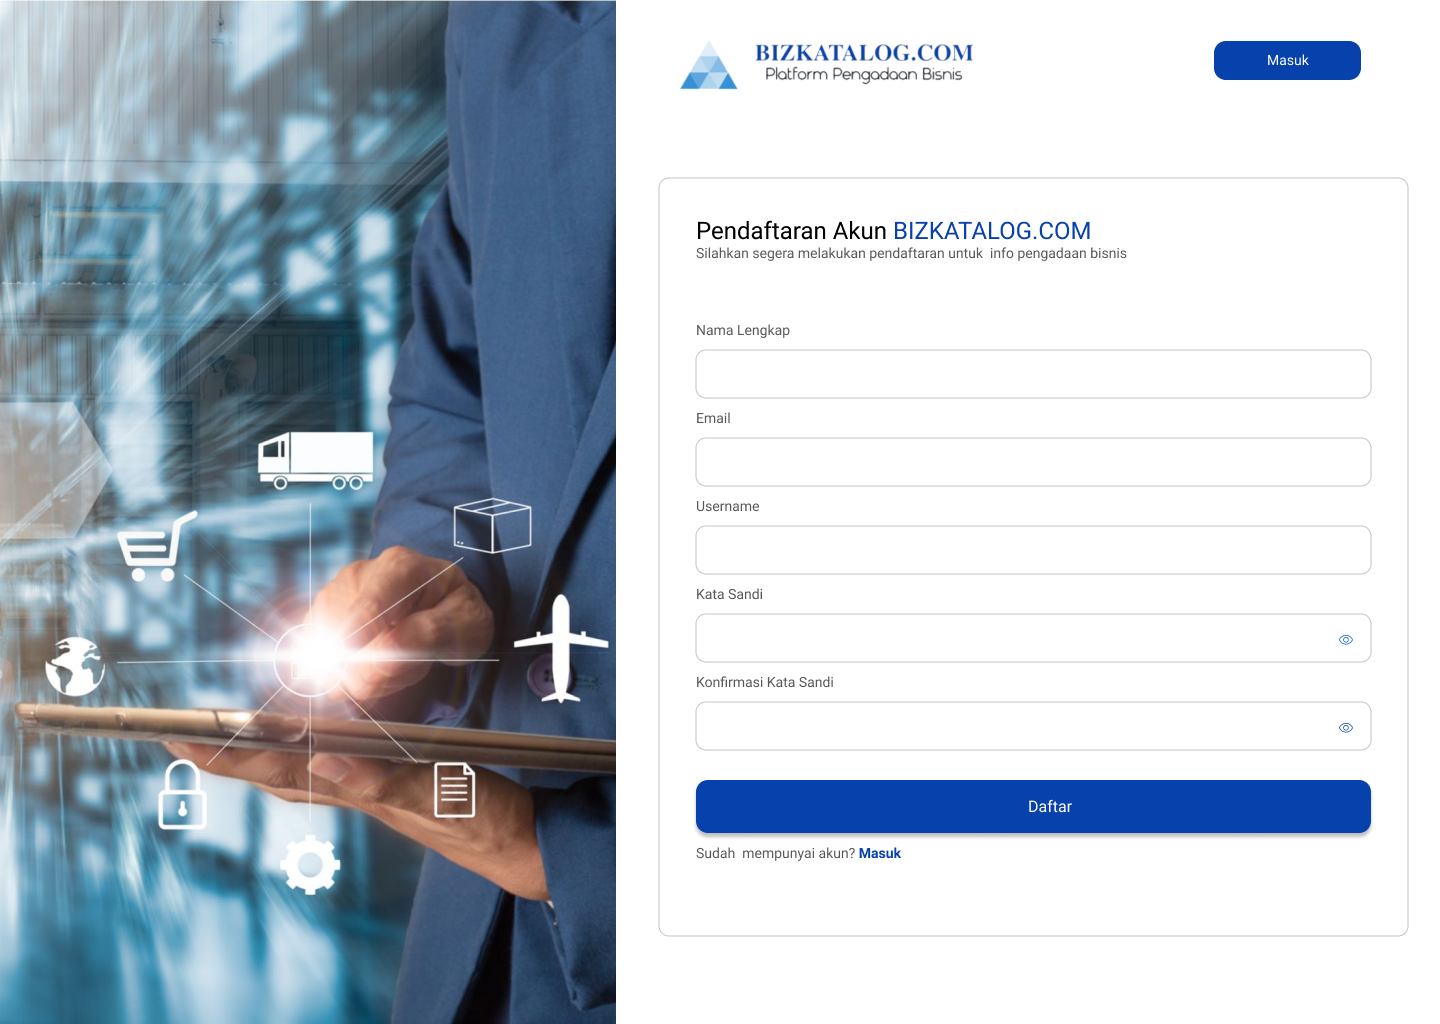 BIZKATALOG.COM
Platform Pengadaan Bisnis
Masuk
Pendaftaran Akun BIZKATALOG.COM
Silahkan segera melakukan pendaftaran untuk  info pengadaan bisnis
Nama Lengkap
Email
Username
Kata Sandi
Konfirmasi Kata Sandi
Daftar
Sudah  mempunyai akun? Masuk